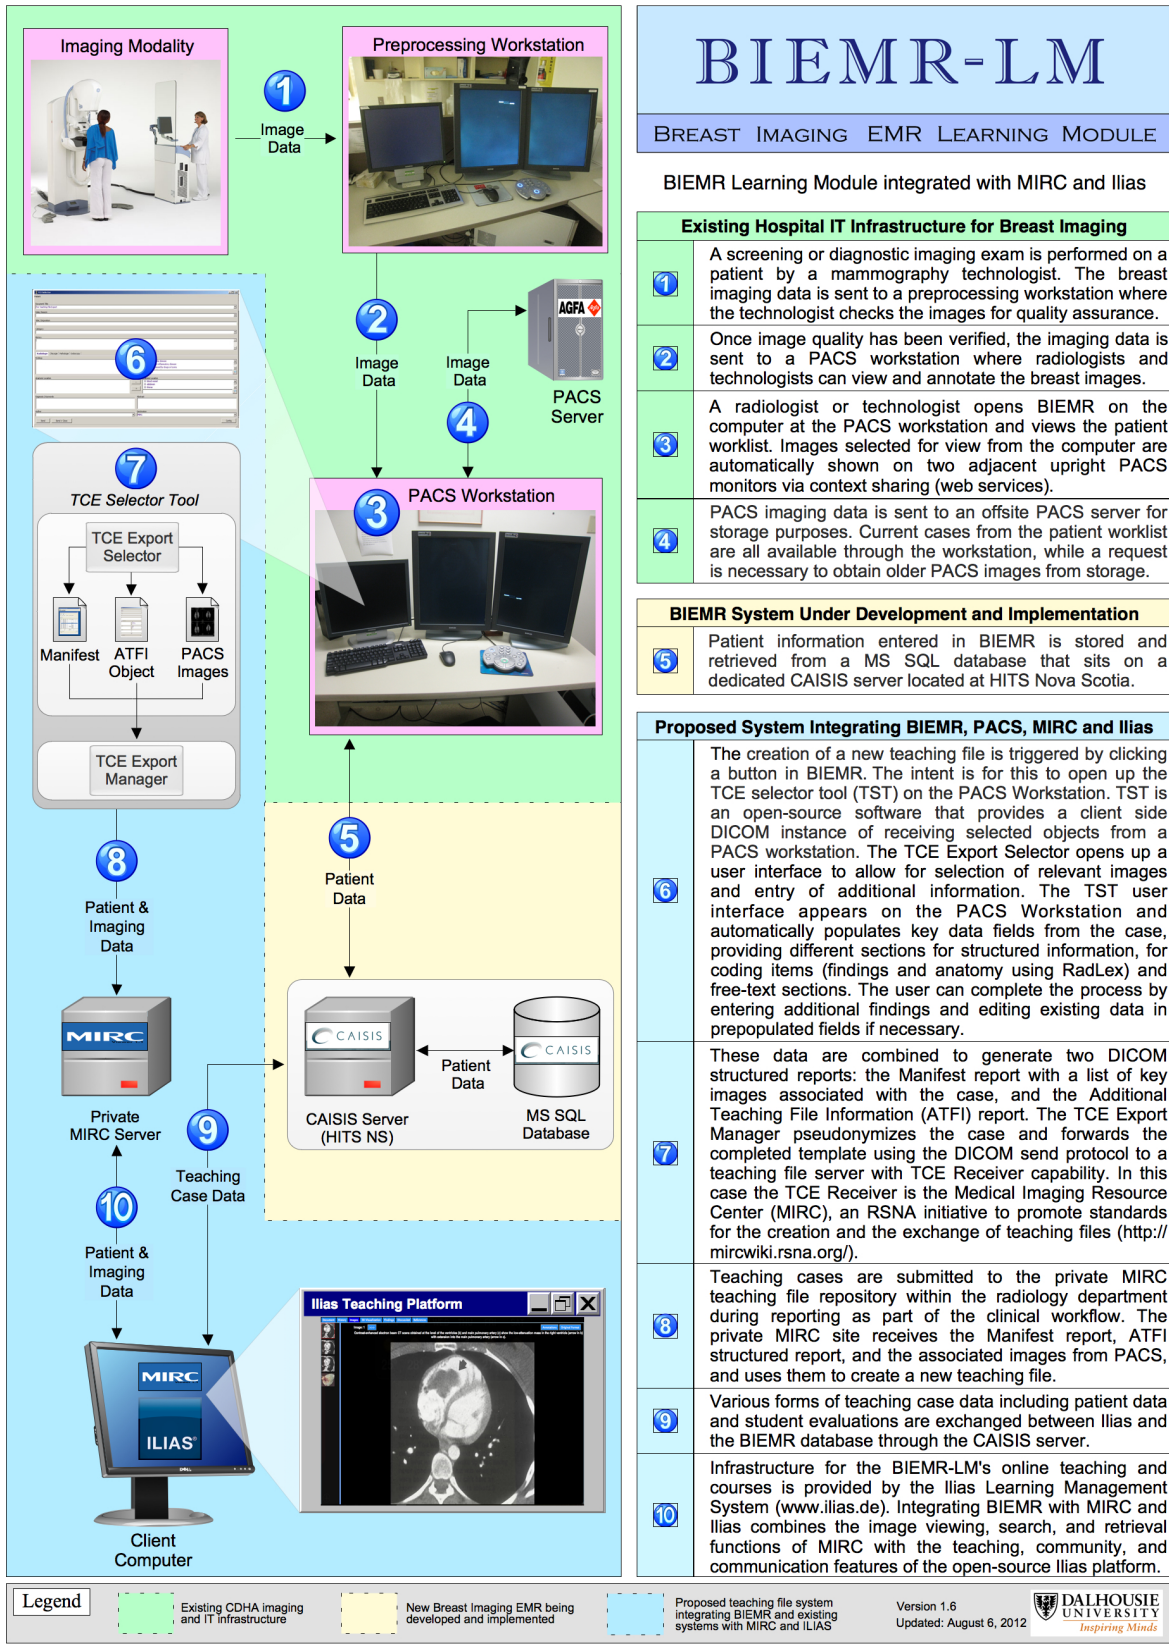 Imaging Modality
1
Image
Data
Preprocessing Workstation
2
Image
Data
Image
Data
4
AGFA
PACS
Server
6
7
TCE Selector Tool
TCE Export
Selector
Manifest
ATFI
Object
PACS
Images
TCE Export
Manager
3
PACS Workstation
5
Patient
Data
8
Patient &
Imaging
Data
MIRC
Private
MIRC Server
CAISIS
CAISIS Server
(HITS NS)
Patient
Data
CAISIS
MS SQL
Database
9
Teaching
Case Data
10
Patient &
Imaging
Data
MIRC
ILIAS
DELL
Client
Computer
Ilias Teaching Platform
BIEMR-LM
BREAST IMAGING EMR LEARNING MODULE
BIEMR Learning Module integrated with MIRC and Ilias
Existing Hospital IT Infrastructure for Breast Imaging
1
A screening or diagnostic imaging exam is performed on a
patient by a mammography technologist. The breast
imaging data is sent to a preprocessing workstation where
the technologist checks the images for quality assurance.
2
Once image quality has been verified, the imaging data is
sent to a PACS workstation where radiologists and
technologists can view and annotate the breast images.
3
A radiologist or technologist opens BIEMR on the
computer at the PACS workstation and views the patient
worklist. Images selected for view from the computer are
automatically shown on two adjacent upright PACS
monitors via context sharing (web services).
4
PACS imaging data is sent to an offsite PACS server for
storage purposes. Current cases from the patient worklist
are all available through the workstation, while a request
is necessary to obtain older PACS images from storage.
BIEMR System Under Development and Implementation
5
Patient information entered in BIEMR is stored and
retrieved from a MS SQL database that sits on a
dedicated CAISIS server located at HITS Nova Scotia.
Proposed System Integrating BIEMR, PACS, MIRC and Ilias
6
The creation of a new teaching file is triggered by clicking
a button in BIEMR. The intent is for this to open up the
TCE selector tool (TST) on the PACS Workstation. TST is
an open-source software that provides a client side
DICOM instance of receiving selected objects from a
PACS workstation. The TCE Export Selector opens up a
user interface to allow for selection of relevant images
and entry of additional information. The TST user
interface appears on the PACS Workstation and
automatically populates key data fields from the case,
providing different sections for structured information, for
coding items (findings and anatomy using RadLex) and
free-text sections. The user can complete the process by
entering additional findings and editing existing data in
prepopulated fields if necessary.
7
These data are combined to generate two DICOM
structured reports: the Manifest report with a list of key
images associated with the case, and the Additional
Teaching File Information (ATFI) report. The TCE Export
Manager pseudonymizes the case and forwards the
completed template using the DICOM send protocol to a
teaching file server with TCE Receiver capability. In this
case the TCE Receiver is the Medical Imaging Resource
Center (MIRC), an RSNA initiative to promote standards
for the creation and the exchange of teaching files (http://
mircwiki.rsna.org/).
8
Teaching cases are submitted to the private MIRC
teaching file repository within the radiology department
during reporting as part of the clinical workflow. The
private MIRC site receives the Manifest report, ATFI
structured report, and the associated images from PACS,
and uses them to create a new teaching file.
9
Various forms of teaching case data including patient data
and student evaluations are exchanged between Ilias and
the BIEMR database through the CAISIS server.
10
Infrastructure for the BIEMR-LM's online teaching and
courses is provided by the Ilias Learning Management
System (www.ilias.de). Integrating BIEMR with MIRC and
Ilias combines the image viewing, search, and retrieval
functions of MIRC with the teaching, community, and
communication features of the open-source Ilias platform.
Legend
Existing CDHA imaging
and IT infrastructure
New Breast Imaging EMR being
developed and implemented
Proposed teaching file system
integrating BIEMR and existing
systems with MIRC and ILIAS
Version 1.6
Updated: August 6, 2012
DALHOUSIE
UNIVERSITY
Inspiring Minds